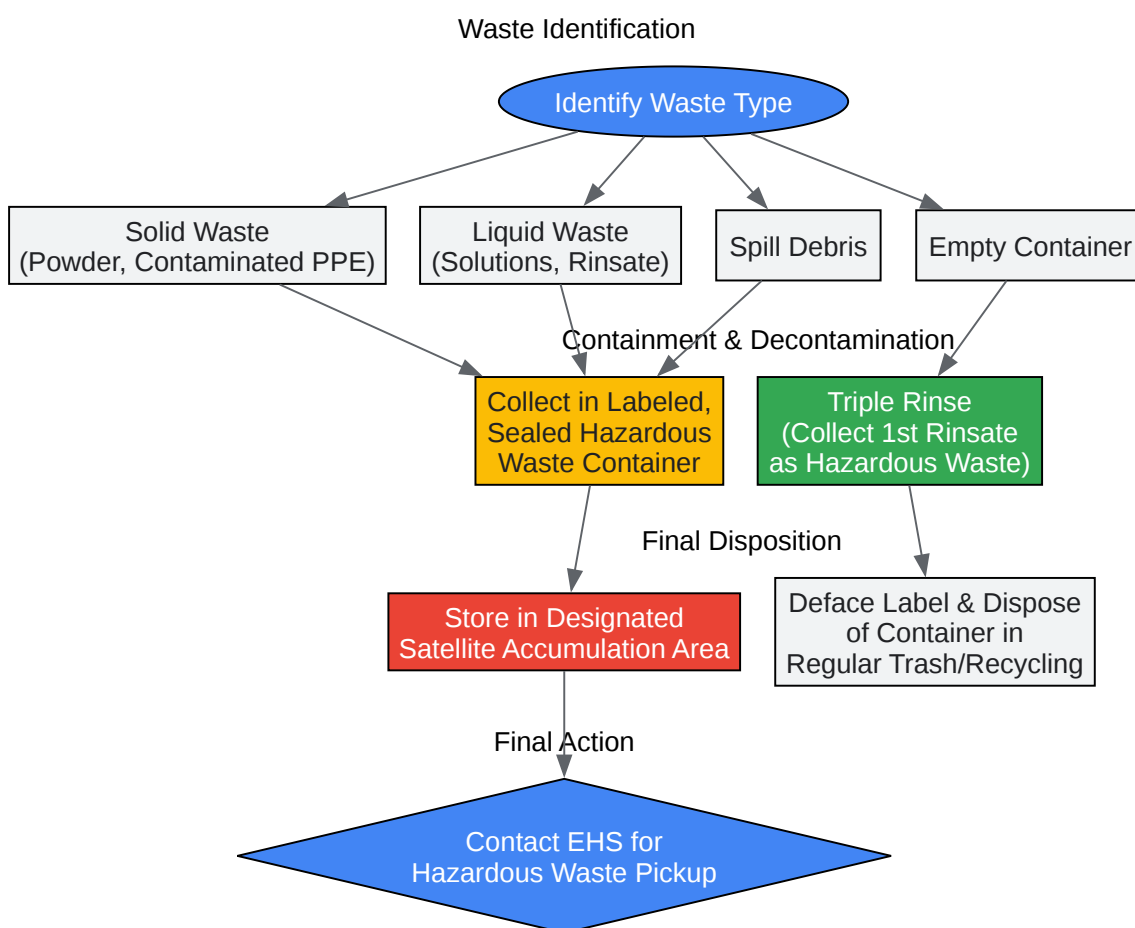 Waste Identification
Identify Waste Type
Solid Waste
(Powder, Contaminated PPE)
Liquid Waste
(Solutions, Rinsate)
Spill Debris
Empty Container
Containment & Decontamination
Collect in Labeled,
Sealed Hazardous
Waste Container
Triple Rinse
(Collect 1st Rinsate
as Hazardous Waste)
Final Disposition
Store in Designated
Satellite Accumulation Area
Deface Label & Dispose
of Container in
Regular Trash/Recycling
Final Action
Contact EHS for
Hazardous Waste Pickup